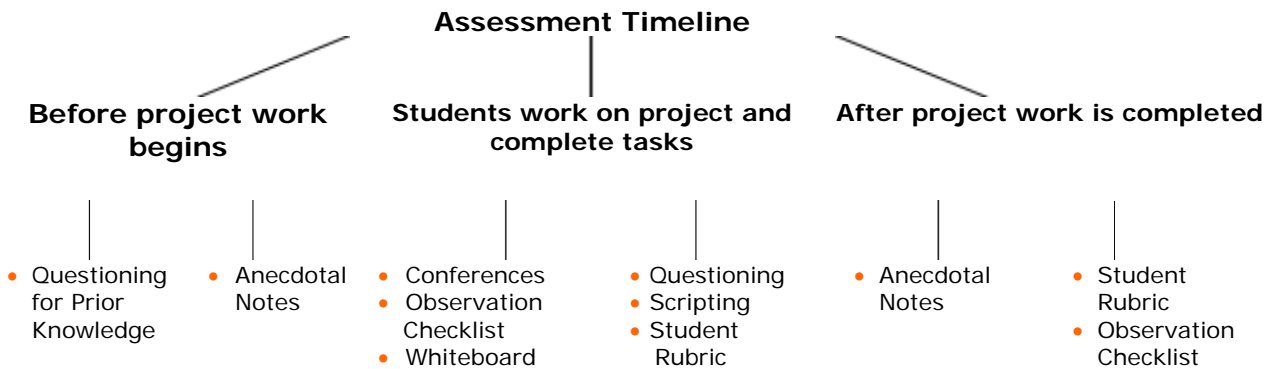 Assessment Timeline
Before project work
begins
Students work on project and
complete tasks
After project work is completed
• Questioning
for Prior
Knowledge
• Anecdotal
Notes
• Conferences
• Observation
Checklist
• Whiteboard
• Questioning
• Scripting
• Student
Rubric
• Anecdotal
Notes
• Student
Rubric
• Observation
Checklist